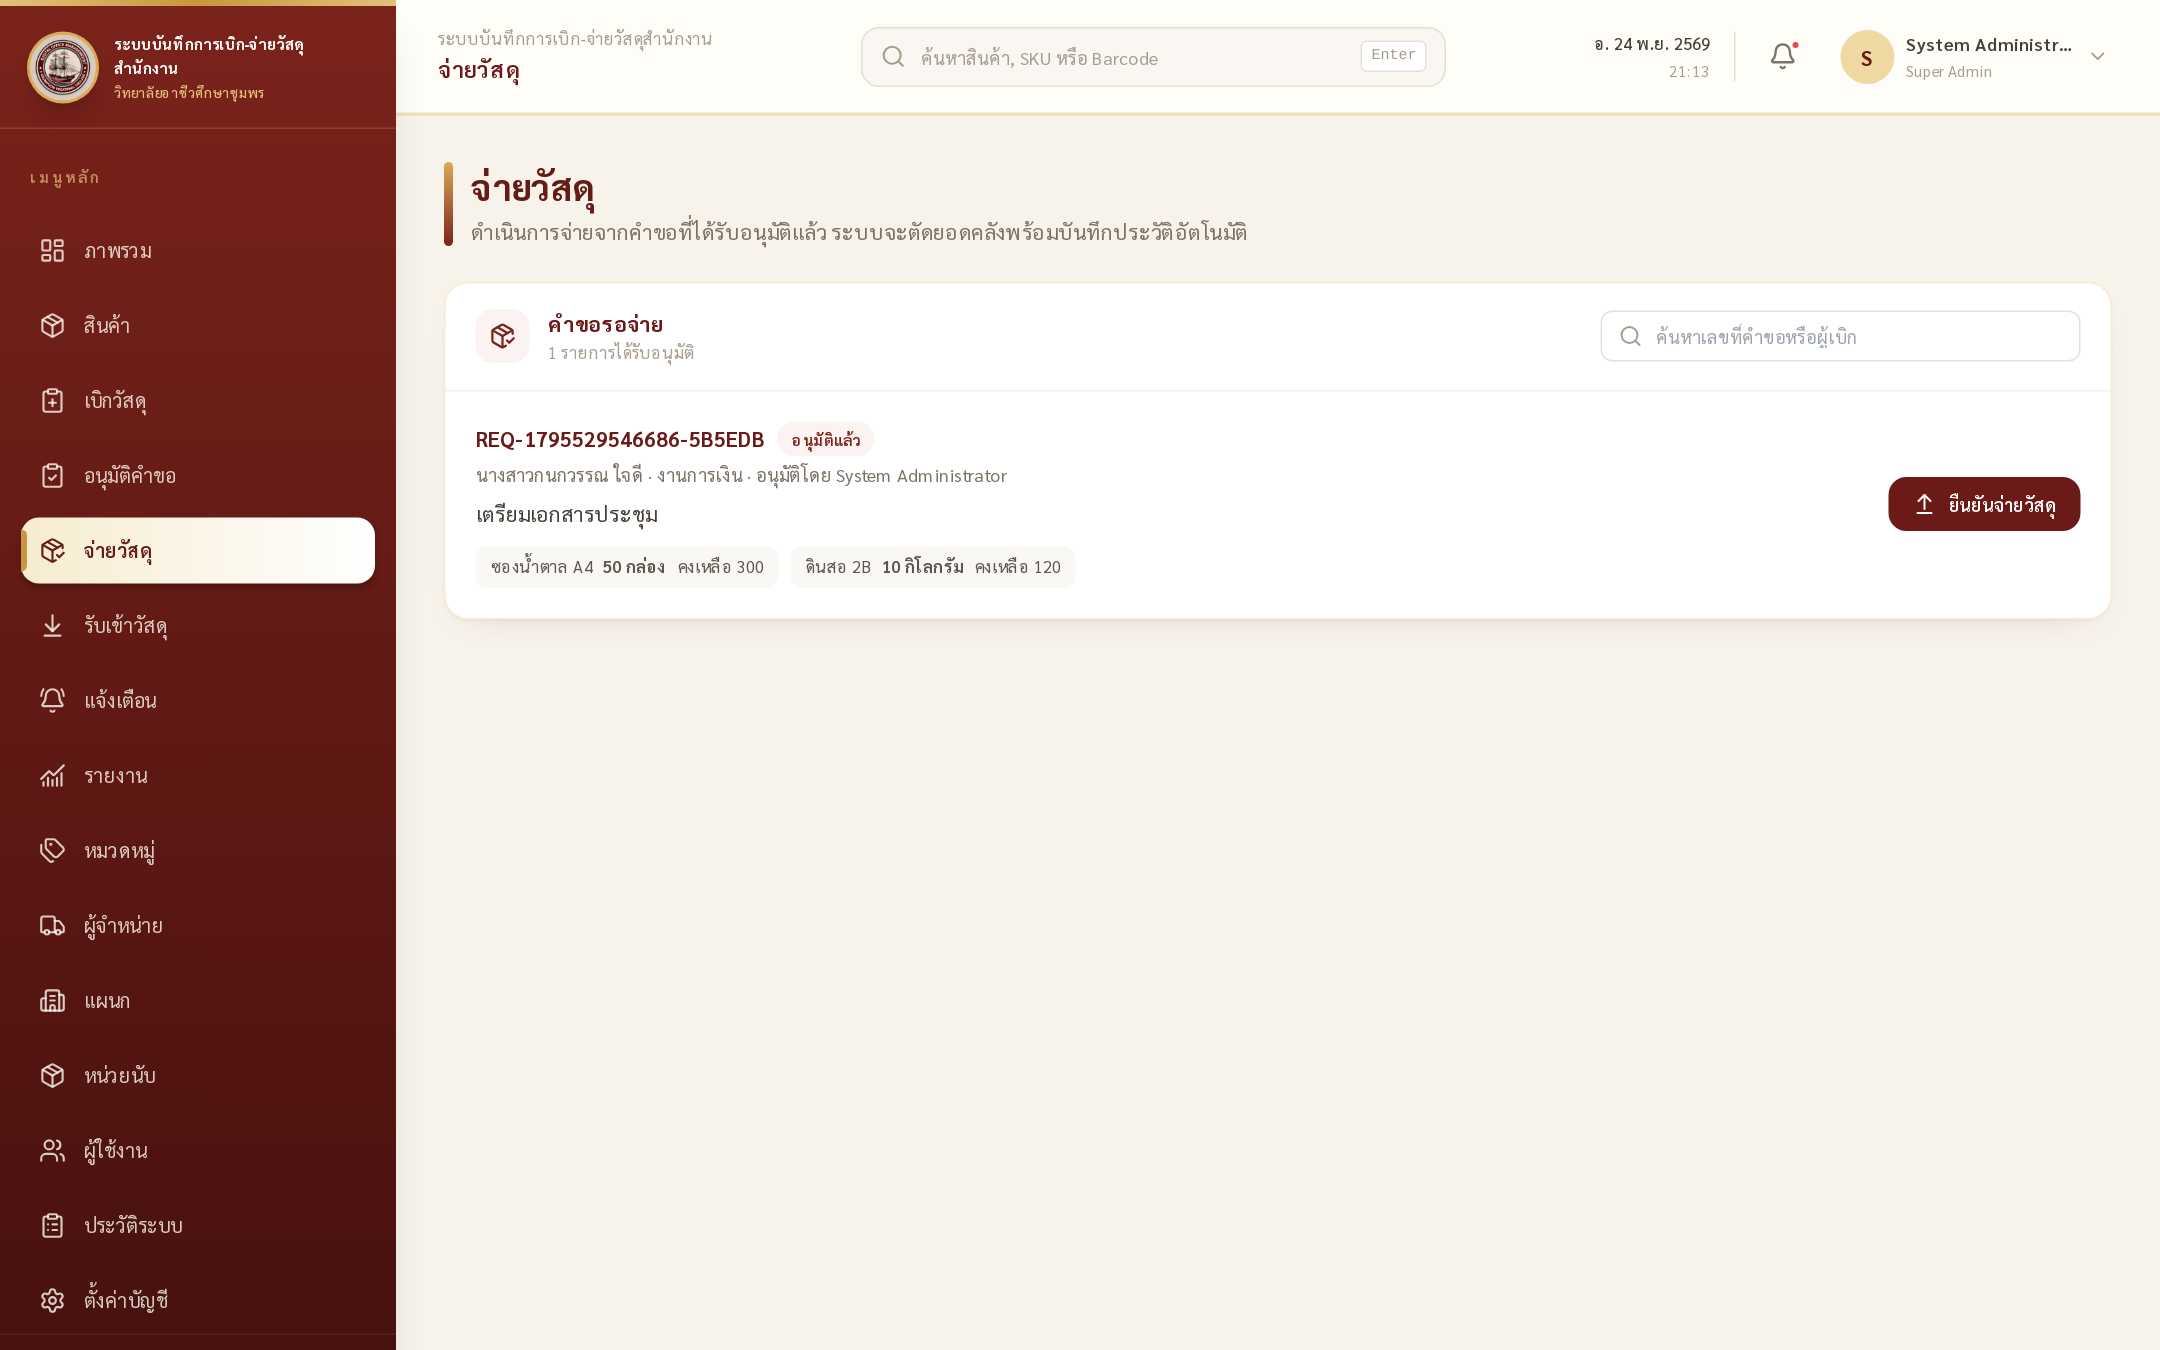 ระบบบันทึกการเบิก-จ่ายวัสดุ
สำนักงาน
วิทยาลัยอาชีวศึกษาชุมพร
เมนูหลัก
ภาพรวม
สินค้า
เบิกวัสดุ
อนุมัติคำขอ
จ่ายวัสดุ
รับเข้าวัสดุ
แจ้งเตือน
รายงาน
หมวดหมู่
ผู้จำหน่าย
แผนก
หน่วยนับ
ผู้ใช้งาน
ประวัติระบบ
ตั้งค่าบัญชี
ระบบบันทึกการเบิก-จ่ายวัสดุสำนักงาน
จ่ายวัสดุ
ค้นหาสินค้า, SKU หรือ Barcode
Enter
อ. 24 พ.ย. 2569
21:13
S
System Administr...
Super Admin
จ่ายวัสดุ
ดำเนินการจ่ายจากคำขอที่ได้รับอนุมัติแล้ว ระบบจะตัดยอดคลังพร้อมบันทึกประวัติอัตโนมัติ
คำขอรอจ่าย
1 รายการได้รับอนุมัติ
ค้นหาเลขที่คำขอหรือผู้เบิก
REQ-1795529546686-5B5EDB อนุมัติแล้ว
นางสาวกนกวรรณ ใจดี · งานการเงิน · อนุมัติโดย System Administrator
เตรียมเอกสารประชุม
ซองน้ำตาล A4 50 กล่อง คงเหลือ 300
ดินสอ 2B 10 กิโลกรัม คงเหลือ 120
ยืนยันจ่ายวัสดุ